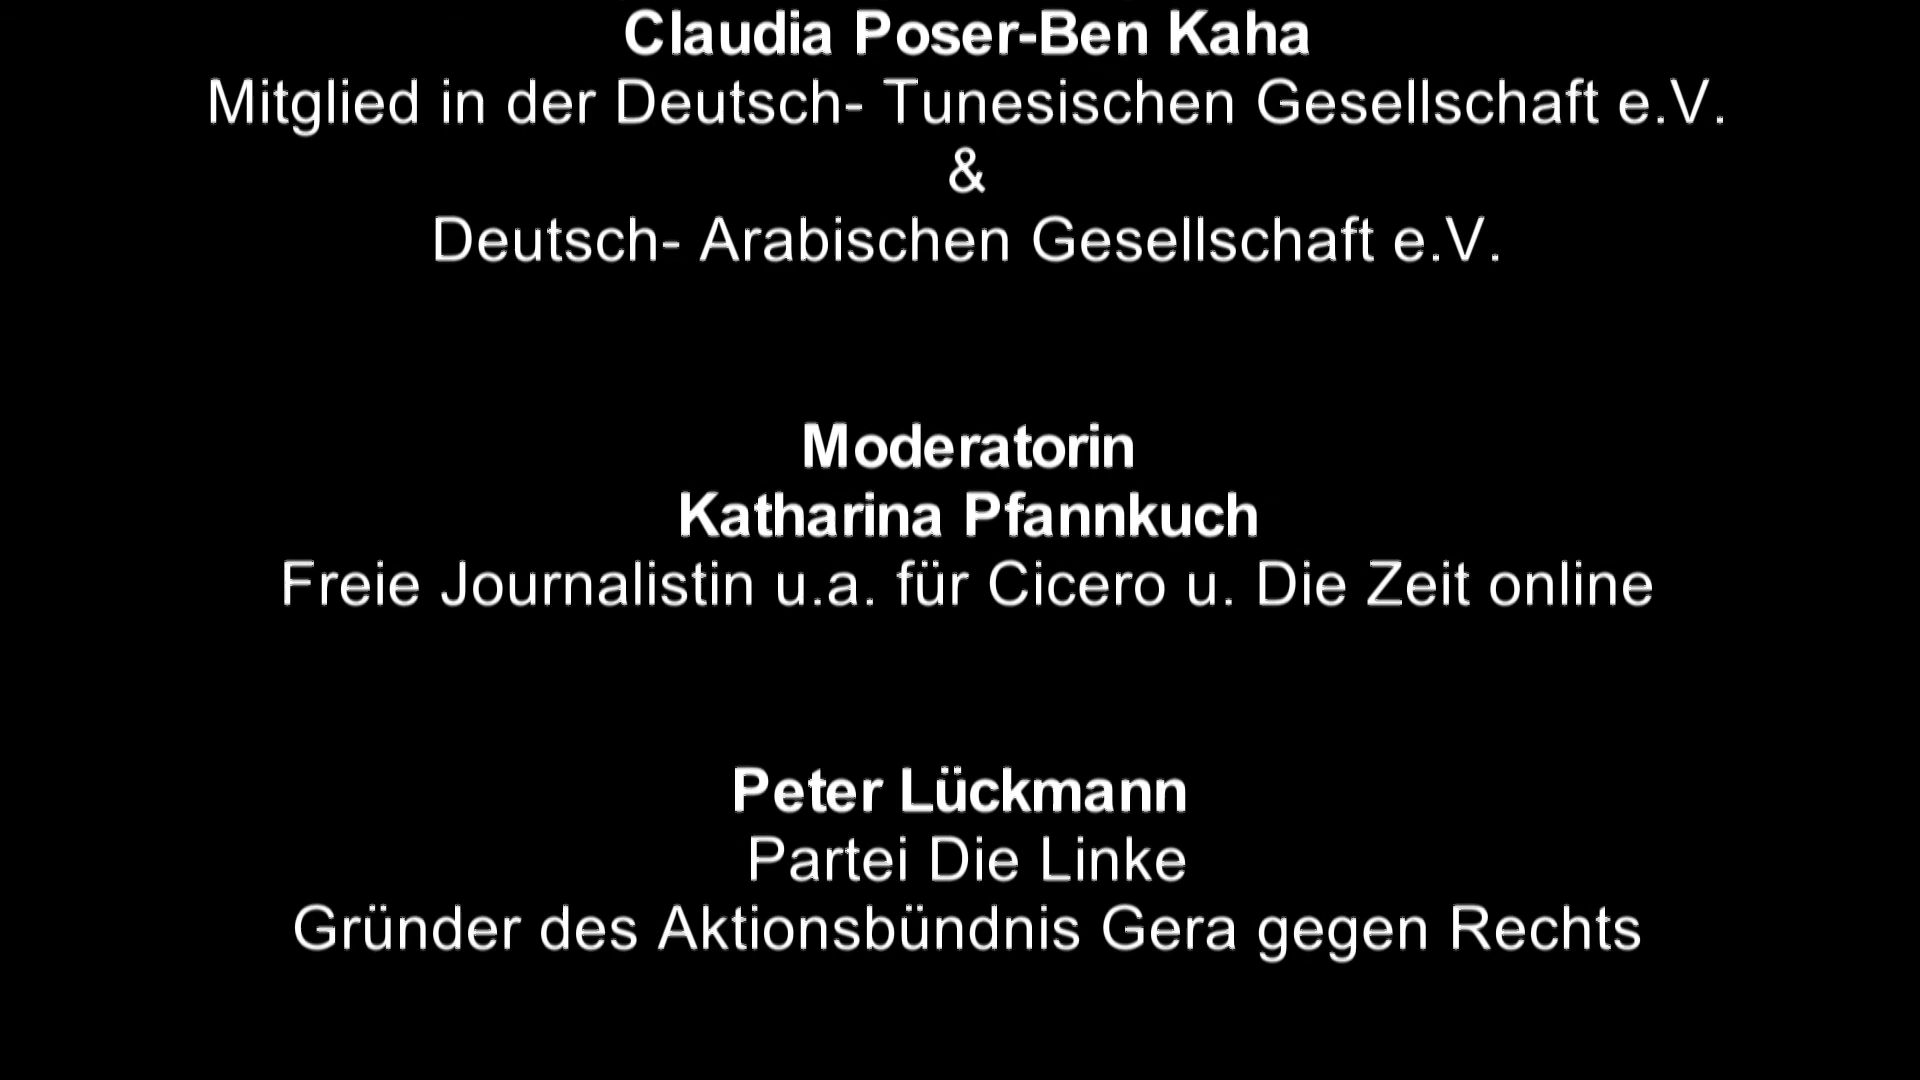 Claudia Poser-Ben Kaha
Mitglied in der Deutsch- Tunesischen Gesellschaft e.V.
&
Deutsch- Arabischen Gesellschaft e.V.
Moderatorin
Katharina Pfannkuch
Freie Journalistin u.a. für Cicero u. Die Zeit online
Peter Lückmann
Partei Die Linke
Gründer des Aktionsbündnis Gera gegen Rechts